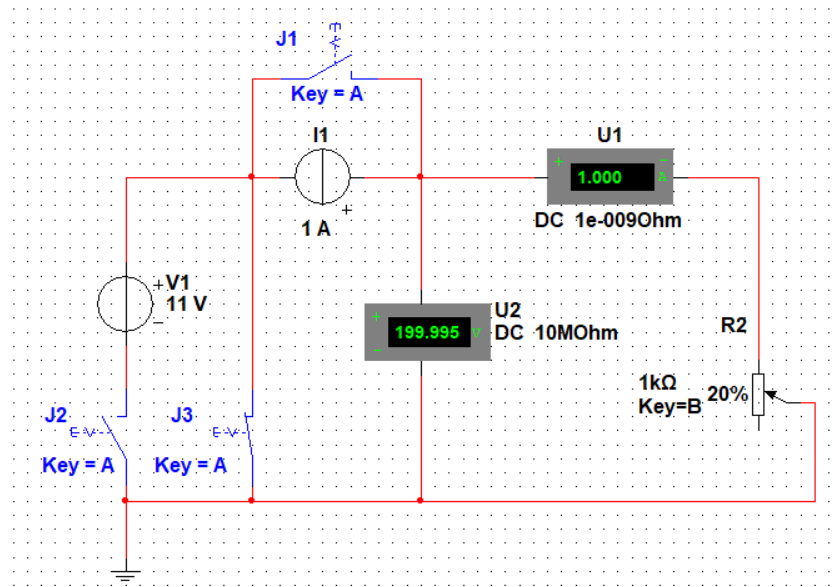 J1
Key = A
I1
+
1 A
U1
+
−
1.000
A
DC 1e-009Ohm
+
V1
11 V
−
U2
+
199.995
V
DC 10MOhm
−
R2
1kΩ
20%
Key=B
J2
Key = A
J3
Key = A